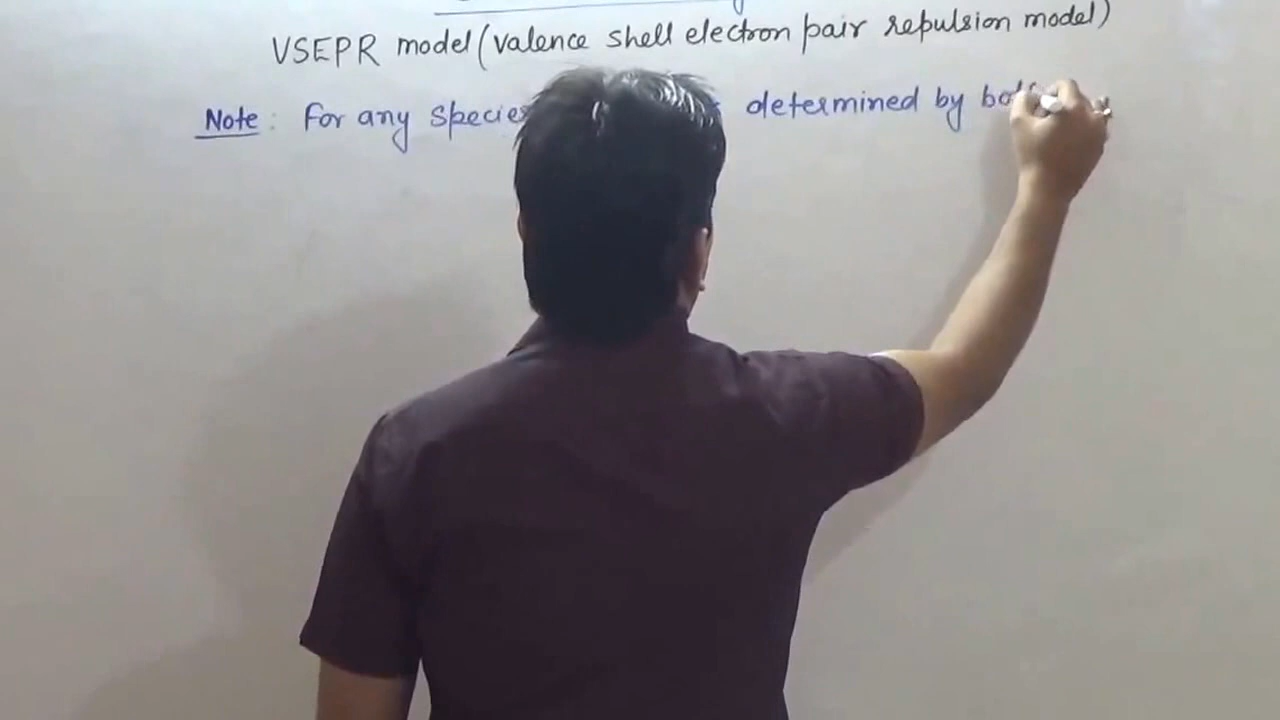 VSEPR model (valence shell electron pair repulsion model)
Note: For any species determined by